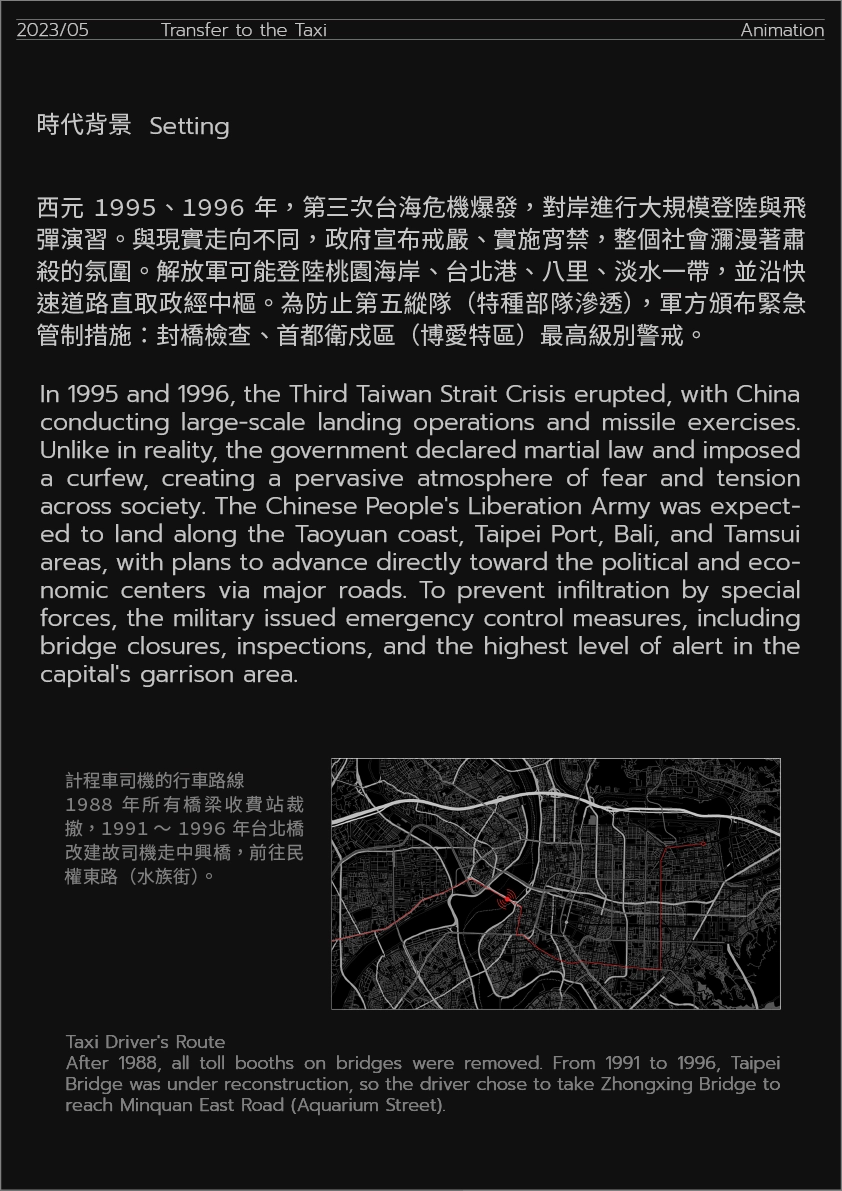 2023/05 Transfer to the Taxi Animation
時代背景 Setting
西元 1995、1996 年，第三次台海危機爆發，對岸進行大規模登陸與飛
彈演習。與現實走向不同，政府宣布戒嚴、實施宵禁，整個社會瀰漫著肅
殺的氛圍。解放軍可能登陸桃園海岸、台北港、八里、淡水一帶，並沿快
速道路直取政經中樞。為防止第五縱隊（特種部隊滲透），軍方頒布緊急
管制措施：封橋檢查、首都衛戍區（博愛特區）最高級別警戒。
In 1995 and 1996, the Third Taiwan Strait Crisis erupted, with China
conducting large-scale landing operations and missile exercises.
Unlike in reality, the government declared martial law and imposed
a curfew, creating a pervasive atmosphere of fear and tension
across society. The Chinese People's Liberation Army was expect-
ed to land along the Taoyuan coast, Taipei Port, Bali, and Tamsui
areas, with plans to advance directly toward the political and eco-
nomic centers via major roads. To prevent infiltration by special
forces, the military issued emergency control measures, including
bridge closures, inspections, and the highest level of alert in the
capital's garrison area.
計程車司機的行車路線
1988 年所有橋梁收費站裁
撤，1991～1996 年台北橋
改建故司機走中興橋，前往民
權東路（水族街）。
Taxi Driver's Route
After 1988, all toll booths on bridges were removed. From 1991 to 1996, Taipei
Bridge was under reconstruction, so the driver chose to take Zhongxing Bridge to
reach Minquan East Road (Aquarium Street).